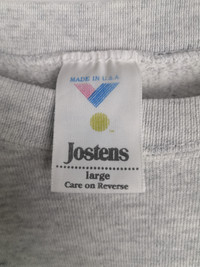 MADE IN U.S.A
Jostens
large
Care on Reverse